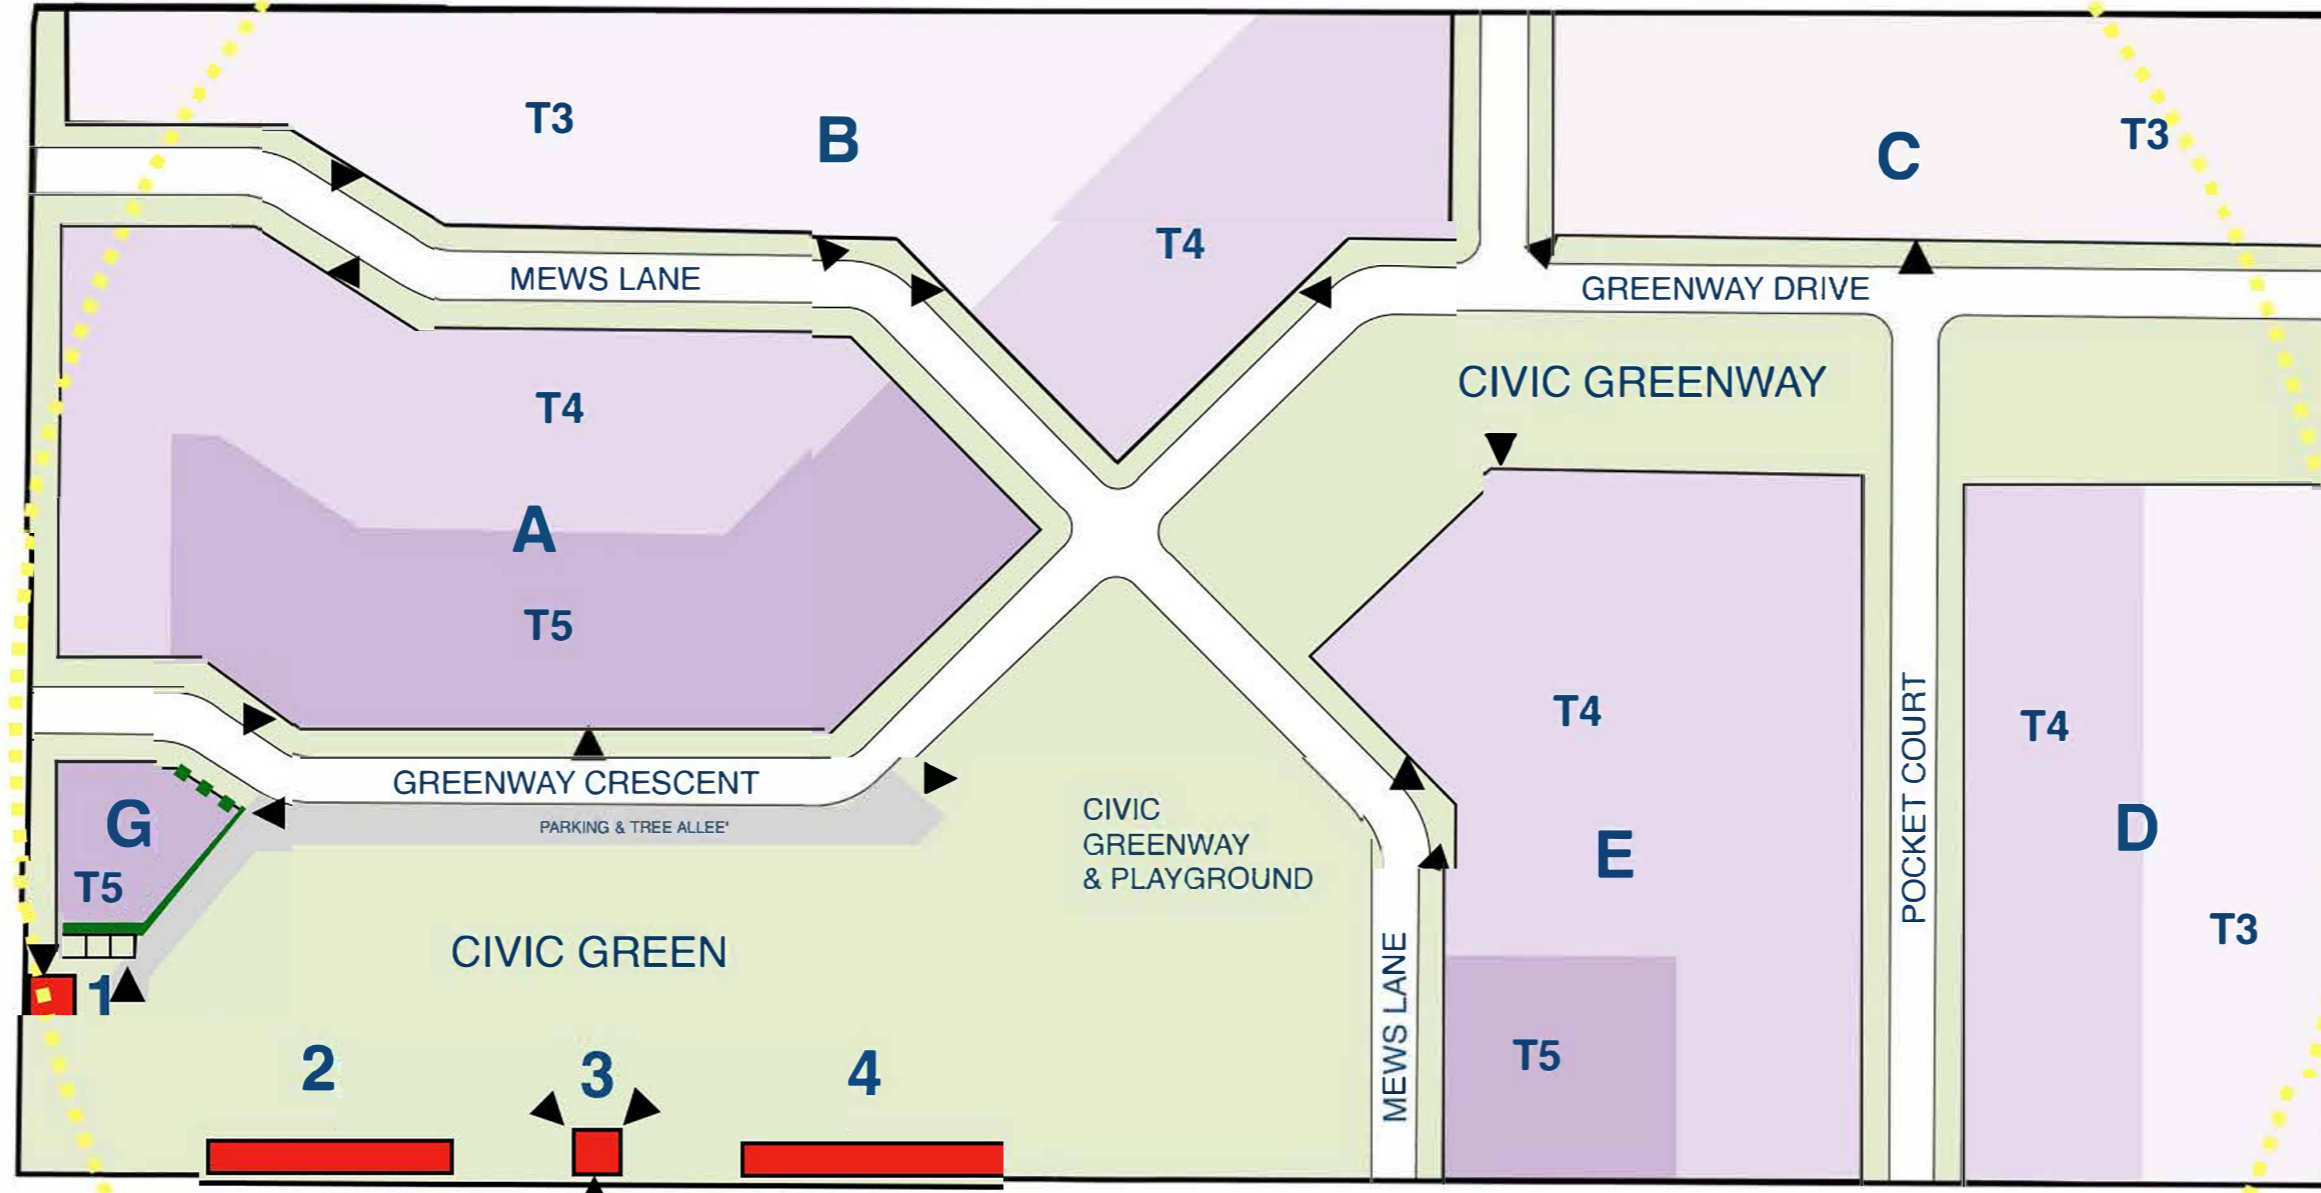 T3
B
C
T3
T4
MEWS LANE
GREENWAY DRIVE
CIVIC GREENWAY
T4
A
T5
T4
POCKET COURT
T4
GREENWAY CRESCENT
PARKING & TREE ALLEE'
CIVIC
GREENWAY
& PLAYGROUND
G
T5
E
D
T3
CIVIC GREEN
MEWS LANE
1
2
3
4
T5